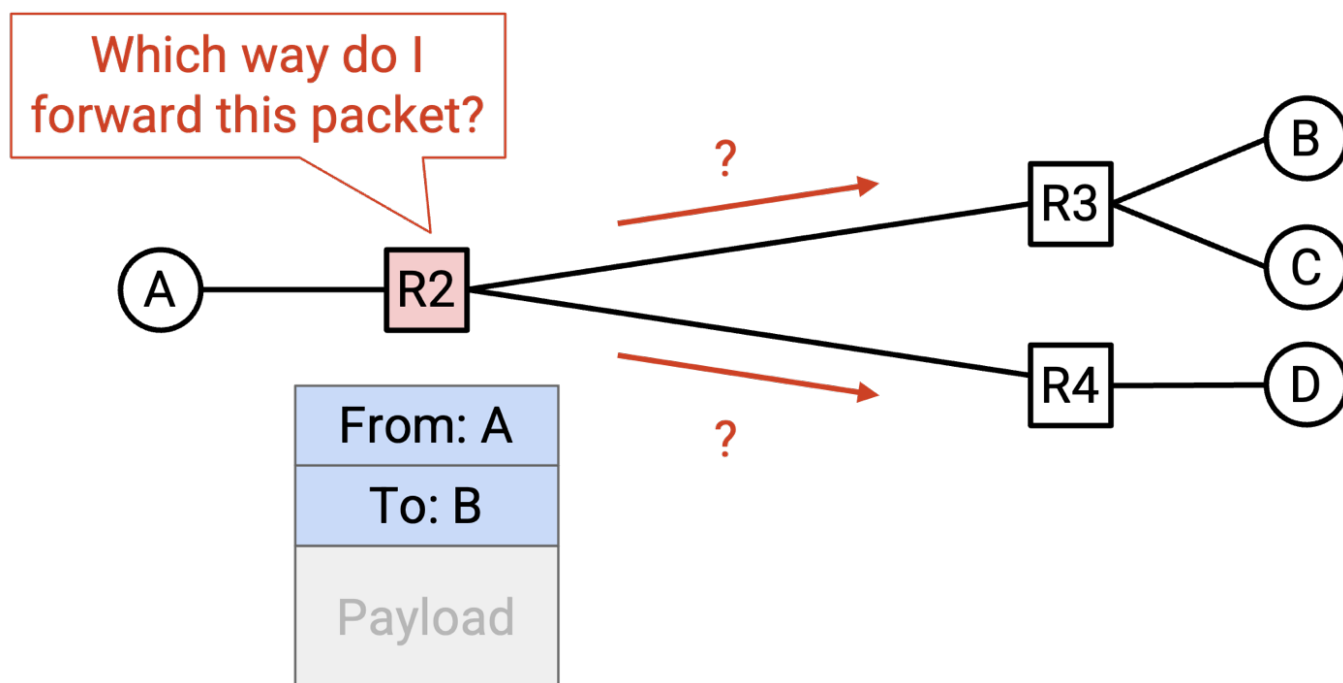 Which way do I
forward this packet?
?
B
R3
A
R2
C
R4
D
?
From: A
To: B
Payload